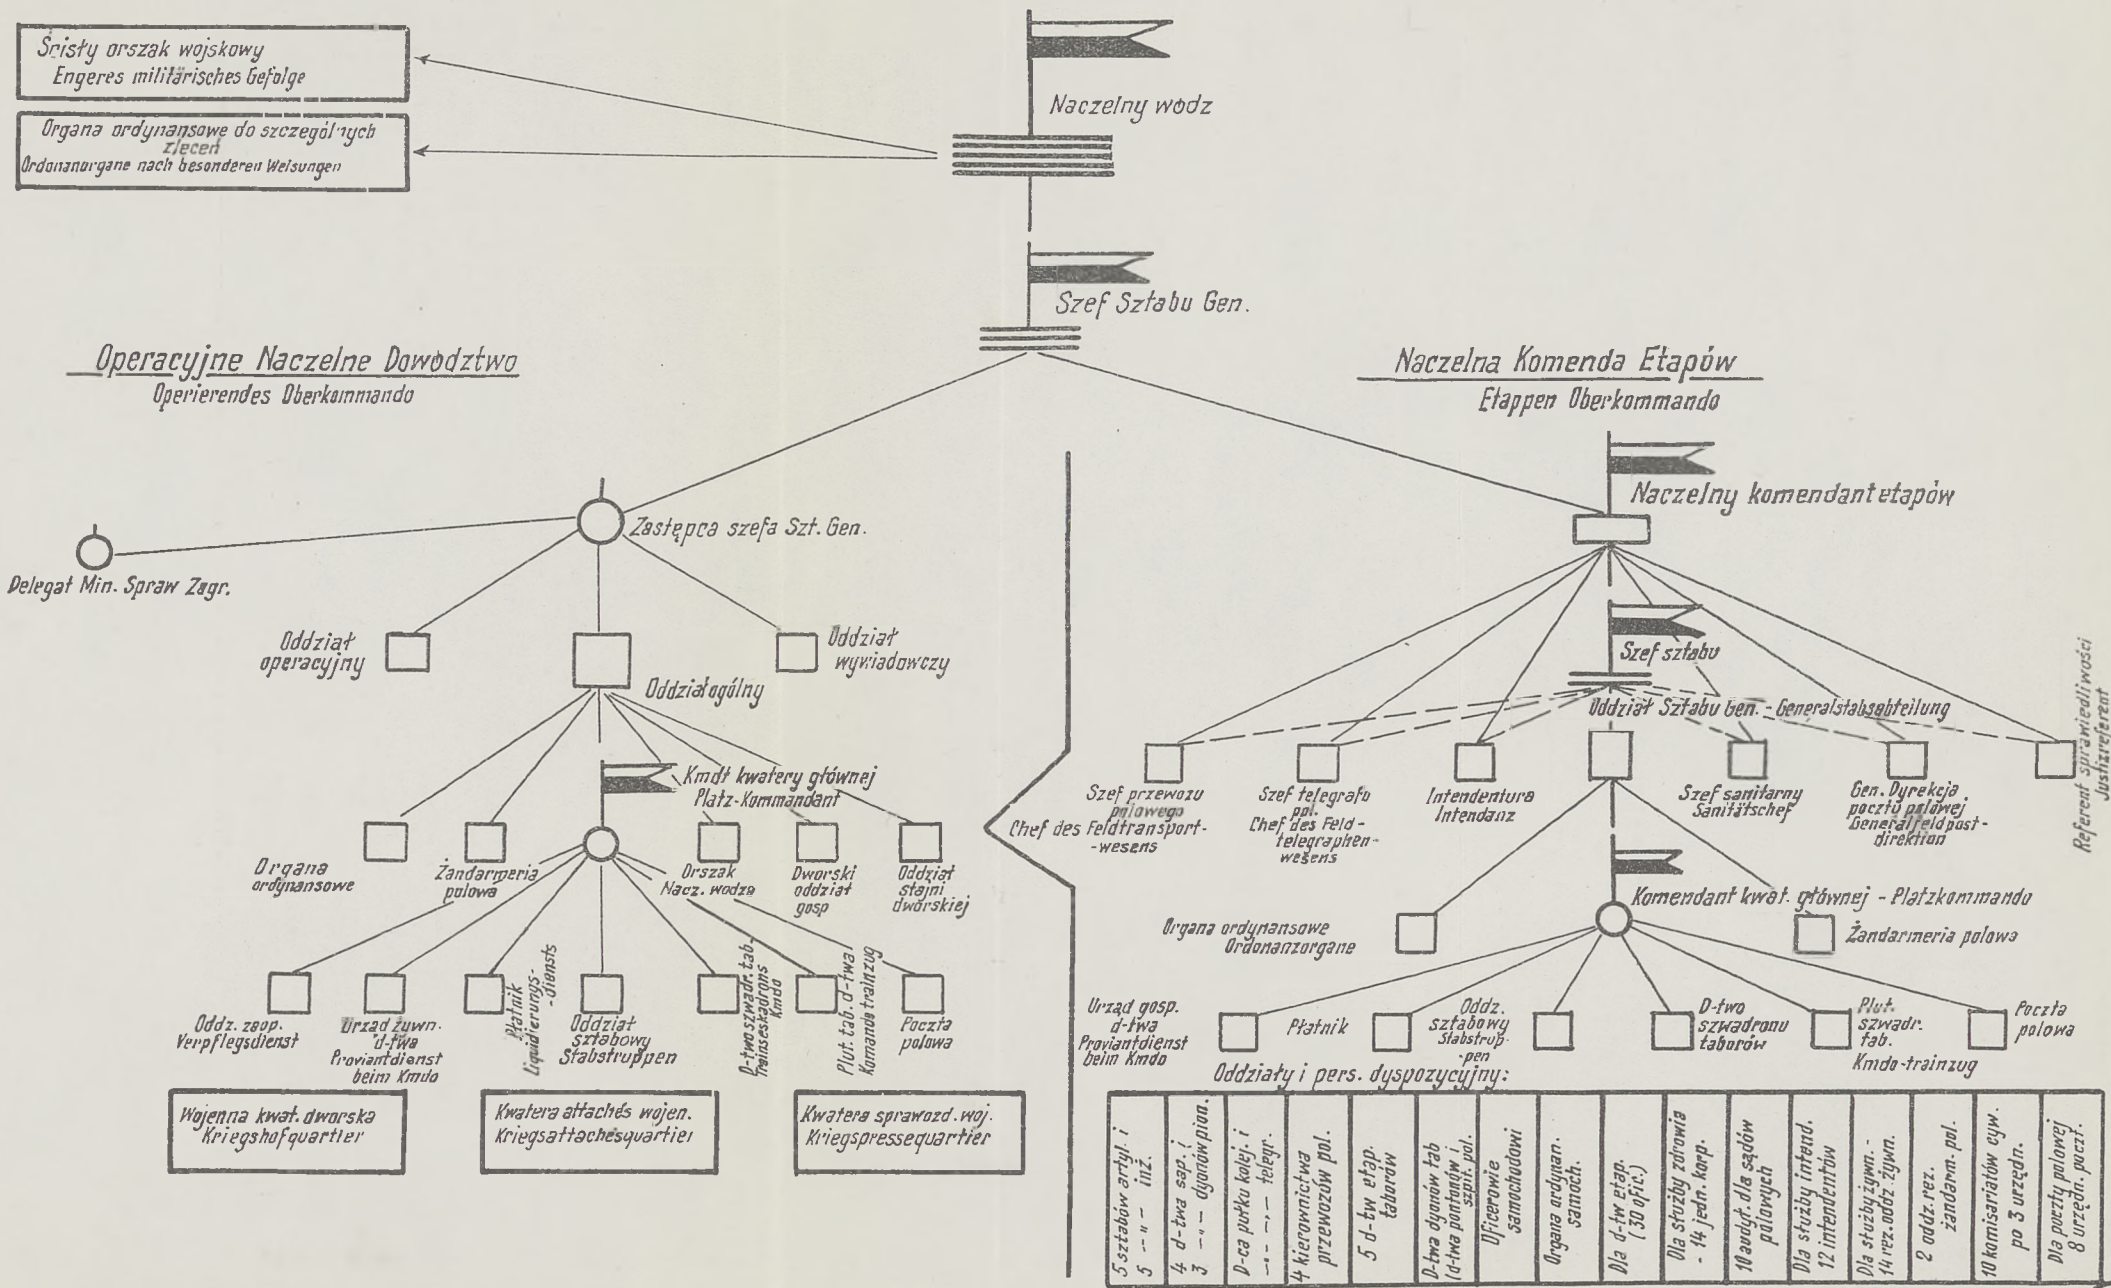 Ścisły orszak wojskowy
Engeres militärisches Gefolge
Organa ordynansowe do szczególnych
zleceń
Ordonanorgane nach besonderen Weisungen
Naczelny wódz
Szef Sztabu Gen.
Operacyjne Naczelne Dowództwo
Operierendes Oberkommando
Naczelna Komenda Etapów
Etappen Oberkommando
Zastępca szefa Szt. Gen.
Delegat Min. Spraw Zagr.
Oddział
operacyjny
Oddział ogólny
Oddział
wywiadowczy
Kmdt kwatery głównej
Platz-Kommandant
Organa
ordynansowe
Żandarmeria
polowa
Orszak
Nacz. wodza
Dworski
oddział
gosp
Oddział
stajni
dworskiej
Oddz. zaop.
Verpflegsdienst
Urząd żywn.
d-twa
Proviantdienst
beim Kmdo
Płatnik
Liquidierungs-
-diensts
Oddział
sztabowy
Stabstruppen
D-two szwadr. tab-
Trainseskadrons
Kmdo
Plut. tab. d-twa
Komando trainzug
Poczta
polowa
Wojenna kwat. dworska
Kriegshofquartier
Kwatera attachés wojen.
Kriegsattachésquartier
Kwatera sprawozd. woj.
Kriegspressequartier
Naczelny komendant etapów
Szef sztabu
Oddział Sztabu Gen. - Generalstabsabteilung
Szef przewozu
polowego
Chef des Feldtransport-
-wesens
Szef telegrafo
pol.
Chef des Feld-
telegraphen-
wesens
Intendentura
Intendanz
Szef sanitarny
Sanitätschef
Gen. Dyrekcja
poczty polowej
Generalfeldpost-
direktion
Referent sprawiedliwości
Justizreferent
Komendant kwat. głównej - Platzkommando
Organa ordynansowe
Ordonanzorgane
Żandarmeria polowa
Urząd gosp.
d-twa
Proviantdienst
beim Kmdo
Płatnik
Oddz.
sztabowy
Stabstrup-
-pen
D-two
szwadronu
taborów
Plut.
szwadr.
tab.
Kmdo-trainzug
Poczta
polowa
Oddziały i pers. dyspozycyjny:
5 sztabów artyl. i
5 -"- inż.
4 d-twa sap. i
3 -"- dyonów pion.
D-ca pułku kolej. i
-"- -"- telegr.
4 kierownictwa
przewozów pol.
5 d-tw etap.
taborów
D-twa dyonów tab
(d-twa pontonów i
szpit. pol.
Oficerowie
samochodowi
Organa ordynan.
samoch.
Dla d-tw etap.
(30 ofic.)
Dla służby zdrowia
- 14 jedn. korp.
10 audyt. dla sądów
polowych
Dla służby intend.
12 intendentów
Dla służby żywn. -
14 rez. oddz. żywn.
2 oddz. rez.
żandarm. pol.
10 komisariatów cyw.
po 3 urzędn.
Dla poczty polowej
8 urzędn. poczt.